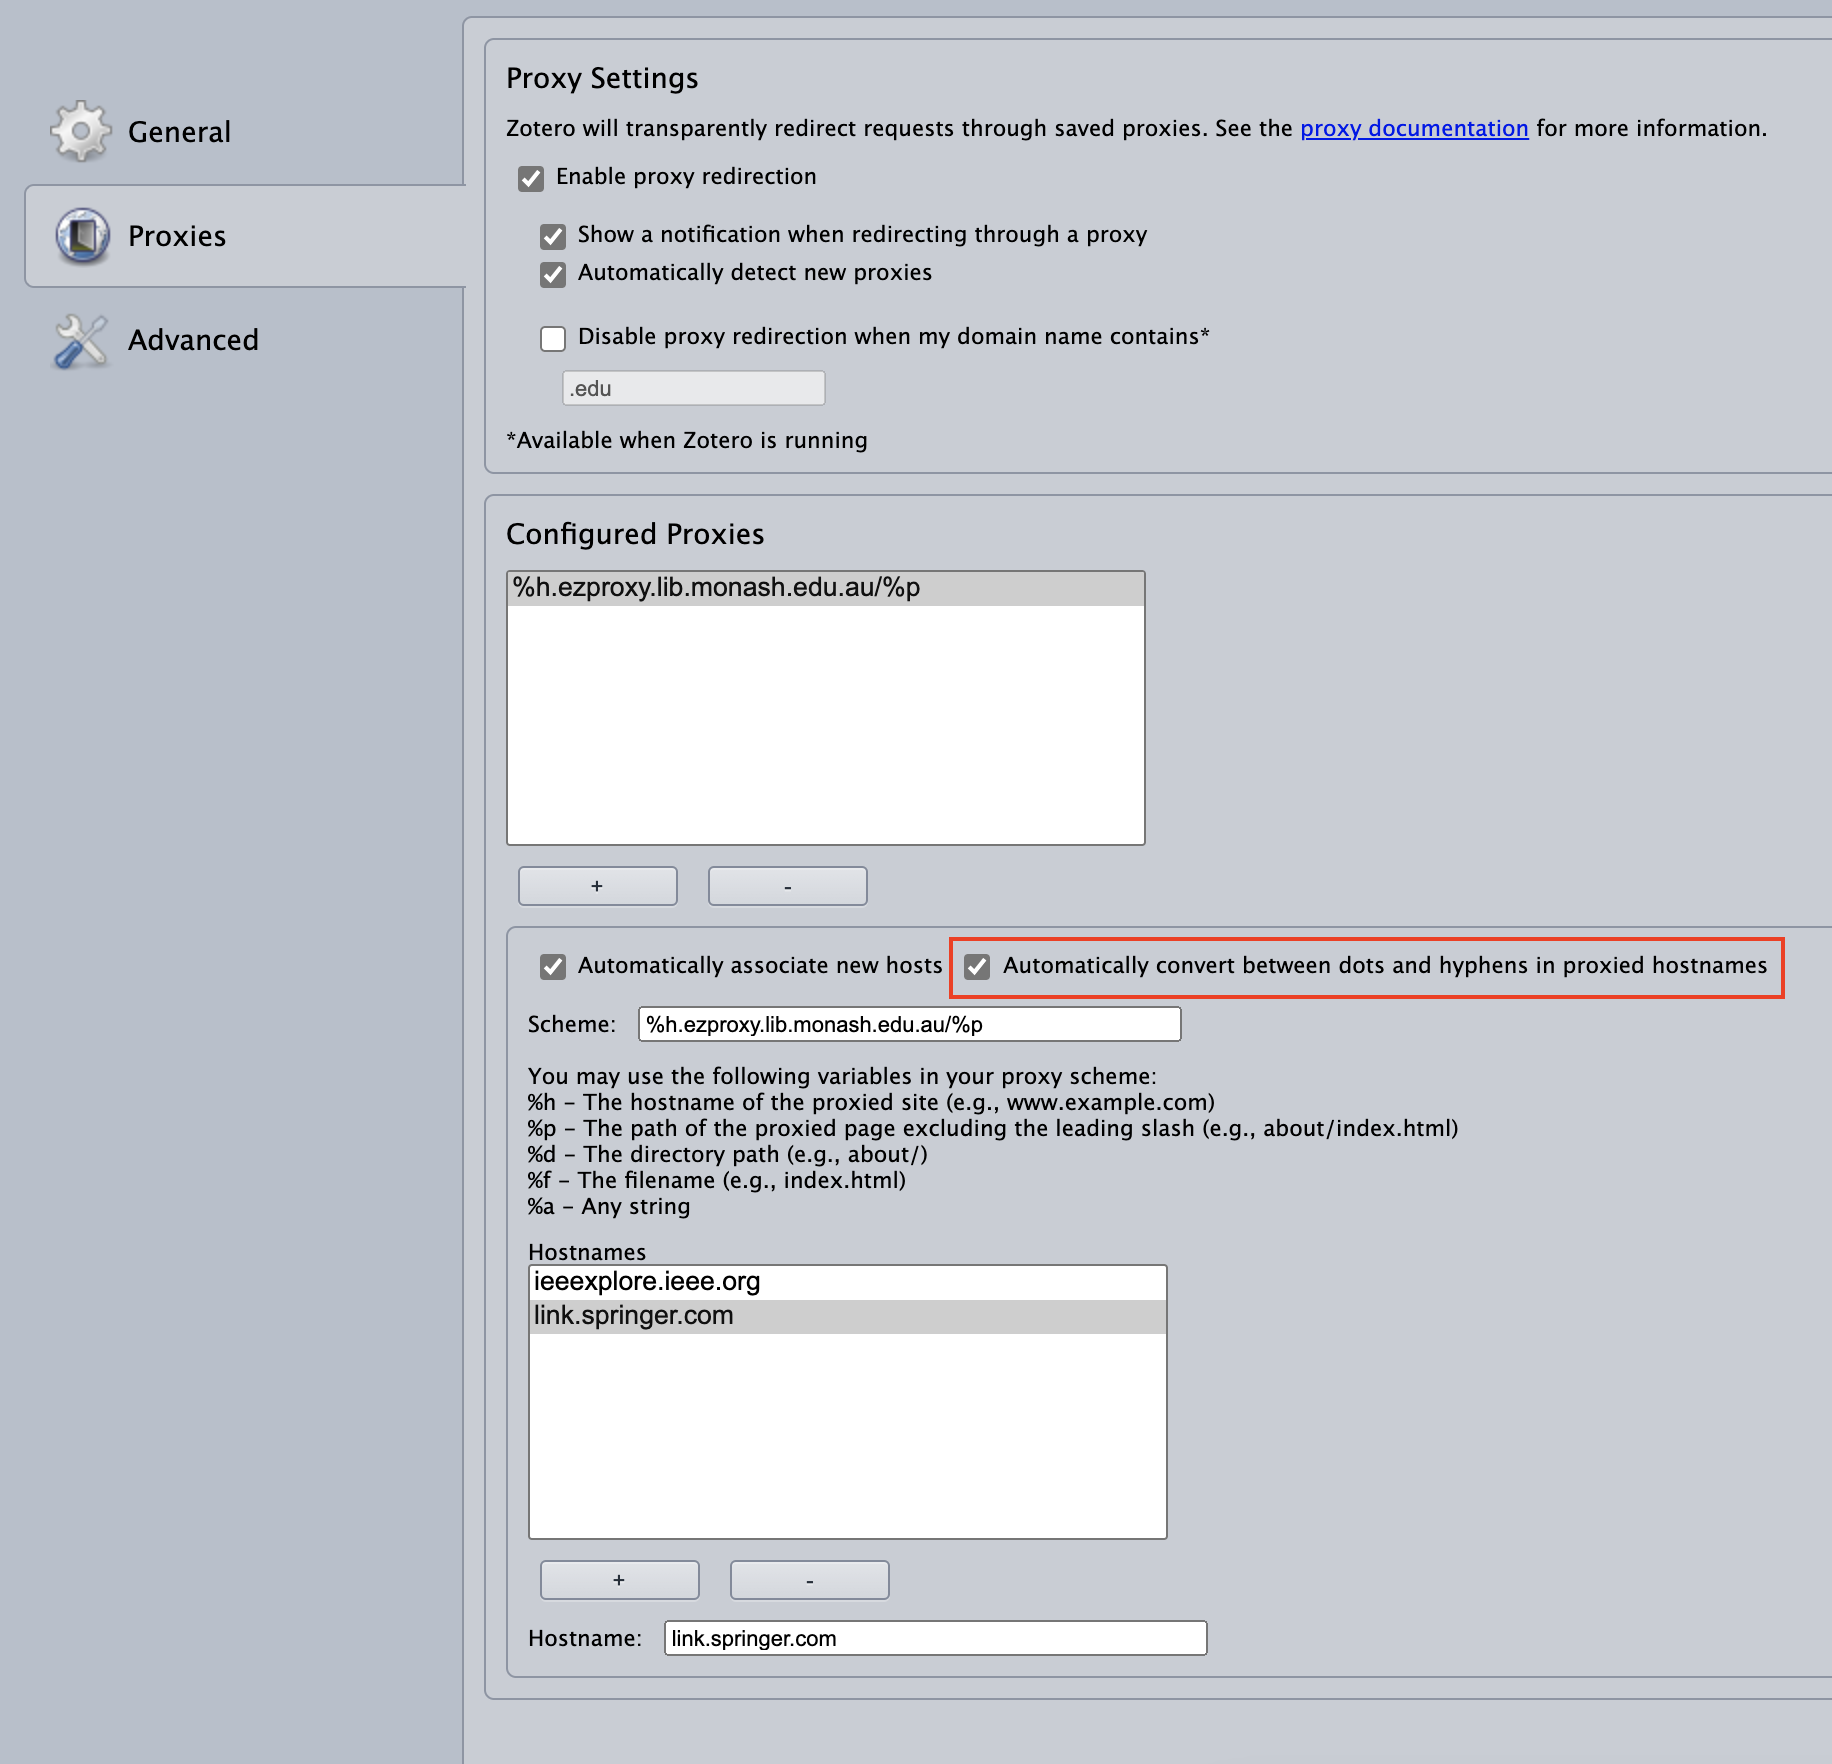 General
Proxies
Advanced
Proxy Settings
Zotero will transparently redirect requests through saved proxies. See the proxy documentation for more information.
Enable proxy redirection
Show a notification when redirecting through a proxy
Automatically detect new proxies
Disable proxy redirection when my domain name contains*
.edu
*Available when Zotero is running
Configured Proxies
%h.ezproxy.lib.monash.edu.au/%p
+ -
Automatically associate new hosts Automatically convert between dots and hyphens in proxied hostnames
Scheme: %h.ezproxy.lib.monash.edu.au/%p
You may use the following variables in your proxy scheme:
%h – The hostname of the proxied site (e.g., www.example.com)
%p – The path of the proxied page excluding the leading slash (e.g., about/index.html)
%d – The directory path (e.g., about/)
%f – The filename (e.g., index.html)
%a – Any string
Hostnames
ieeexplore.ieee.org
link.springer.com
+ -
Hostname: link.springer.com